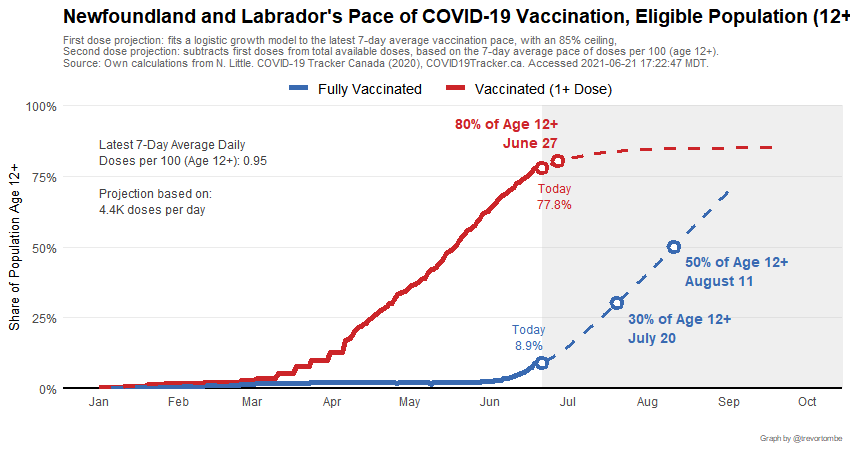 Newfoundland and Labrador's Pace of COVID-19 Vaccination, Eligible Population (12+
First dose projection: fits a logistic growth model to the latest 7-day average vaccination pace, with an 85% ceiling,
Second dose projection: subtracts first doses from total available doses, based on the 7-day average pace of doses per 100 (age 12+).
Source: Own calculations from N. Little. COVID-19 Tracker Canada (2020), COVID19Tracker.ca. Accessed 2021-06-21 17:22:47 MDT.
Fully Vaccinated Vaccinated (1+ Dose)
Share of Population Age 12+
100%
75%
50%
25%
0%
Latest 7-Day Average Daily
Doses per 100 (Age 12+): 0.95
Projection based on:
4.4K doses per day
80% of Age 12+
June 27
Today
77.8%
50% of Age 12+
August 11
30% of Age 12+
July 20
Today
8.9%
Jan Feb Mar Apr May Jun Jul Aug Sep Oct
Graph by @trevortombe